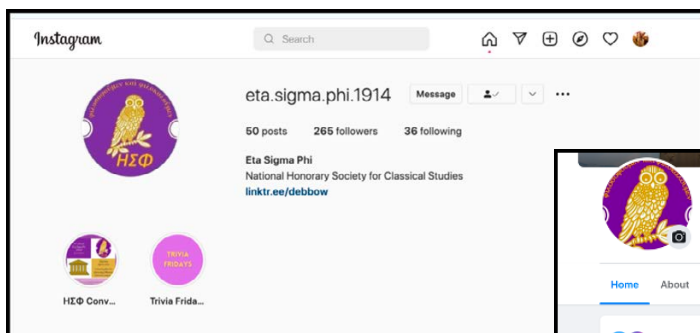 Instagram
Search
eta.sigma.phi.1914 Message
50 posts 265 followers 36 following
Eta Sigma Phi
National Honorary Society for Classical Studies
linktr.ee/debbow
ΗΣΦ
TRIVIA
FRIDAYS
ΗΣΦ Conv... Trivia Frida...
Home About